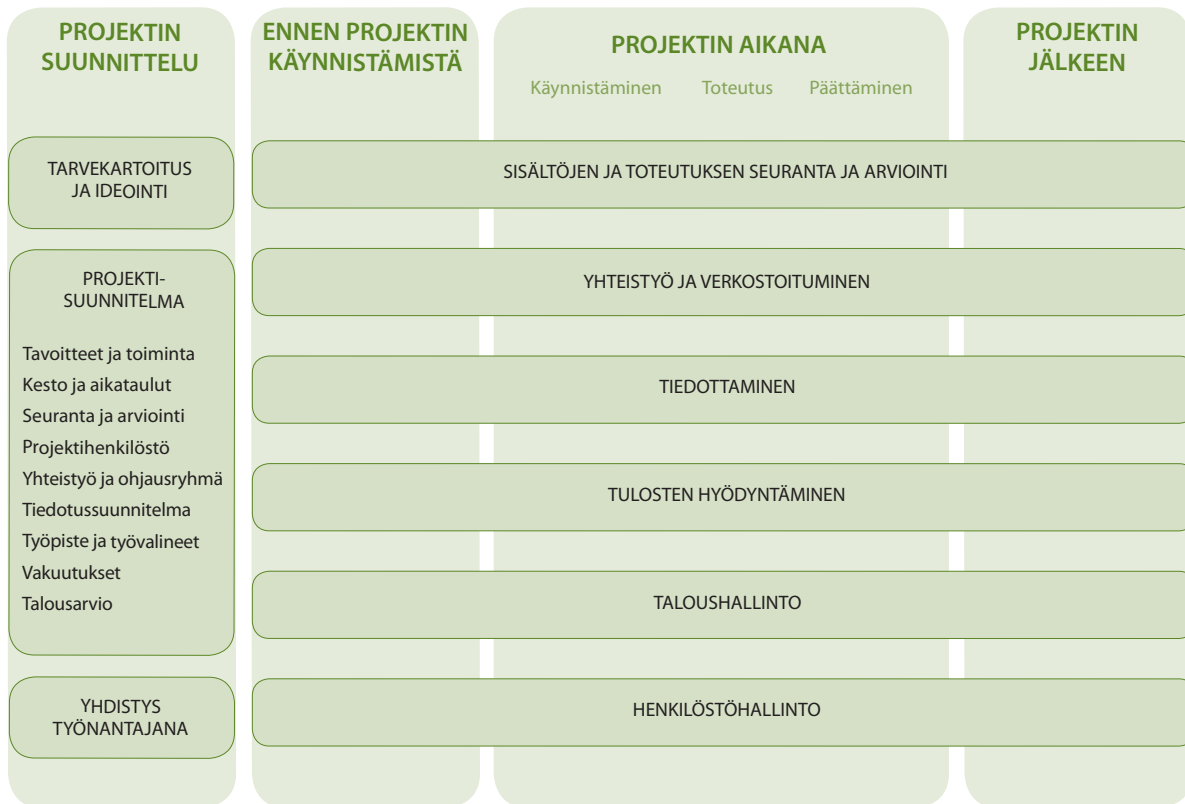 PROJEKTIN
SUUNNITTELU
ENNEN PROJEKTIN
KÄYNNISTÄMISTÄ
PROJEKTIN AIKANA
Käynnistäminen Toteutus Päättäminen
PROJEKTIN
JÄLKEEN
TARVEKARTOITUS
JA IDEOINTI
SISÄLTÖJEN JA TOTEUTUKSEN SEURANTA JA ARVIOINTI
PROJEKTI-
SUUNNITELMA
Tavoitteet ja toiminta
Kesto ja aikataulut
Seuranta ja arviointi
Projektihenkilöstö
Yhteistyö ja ohjausryhmä
Tiedotussuunnitelma
Työpiste ja työvalineet
Vakuutukset
Talousarvio
YHTEISTYÖ JA VERKOSTOITUMINEN
TIEDOTTAMINEN
TULOSTEN HYÖDYNTÄMINEN
TALOUSHALLINTO
YHDISTYS
TYÖNANTAJANA
HENKILÖSTÖHALLINTO